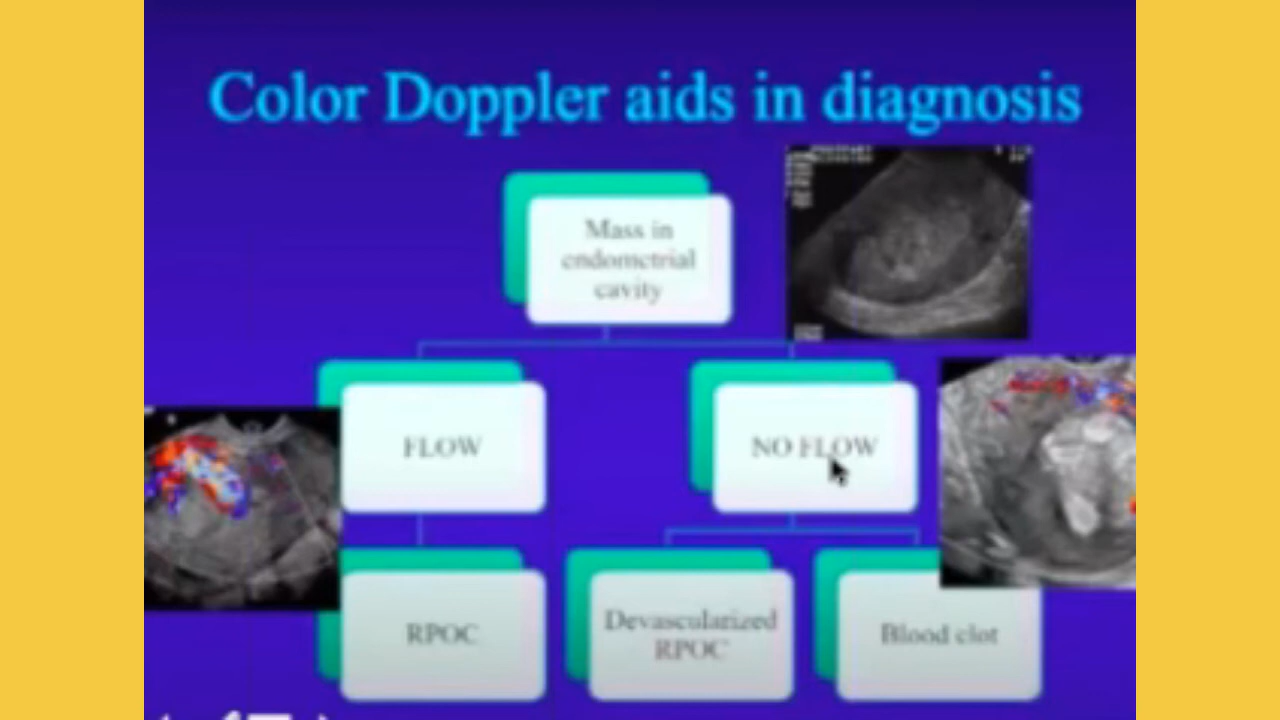 Color Doppler aids in diagnosis
Mass in
endometrial
cavity
FLOW
NO FLOW
RPOC
Devascularized
RPOC
Blood clot